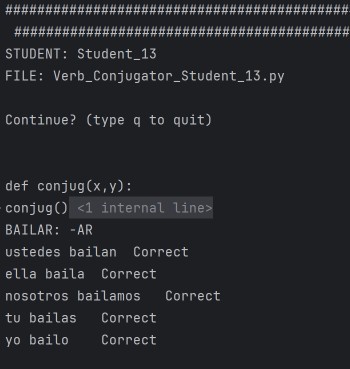 ############################################
############################################
STUDENT: Student_13
FILE: Verb_Conjugator_Student_13.py
Continue? (type q to quit)
def conjug(x,y):
conjug() <1 internal line>
BAILAR: -AR
ustedes bailan  Correct
ella baila  Correct
nosotros bailamos   Correct
tu bailas   Correct
yo bailo    Correct